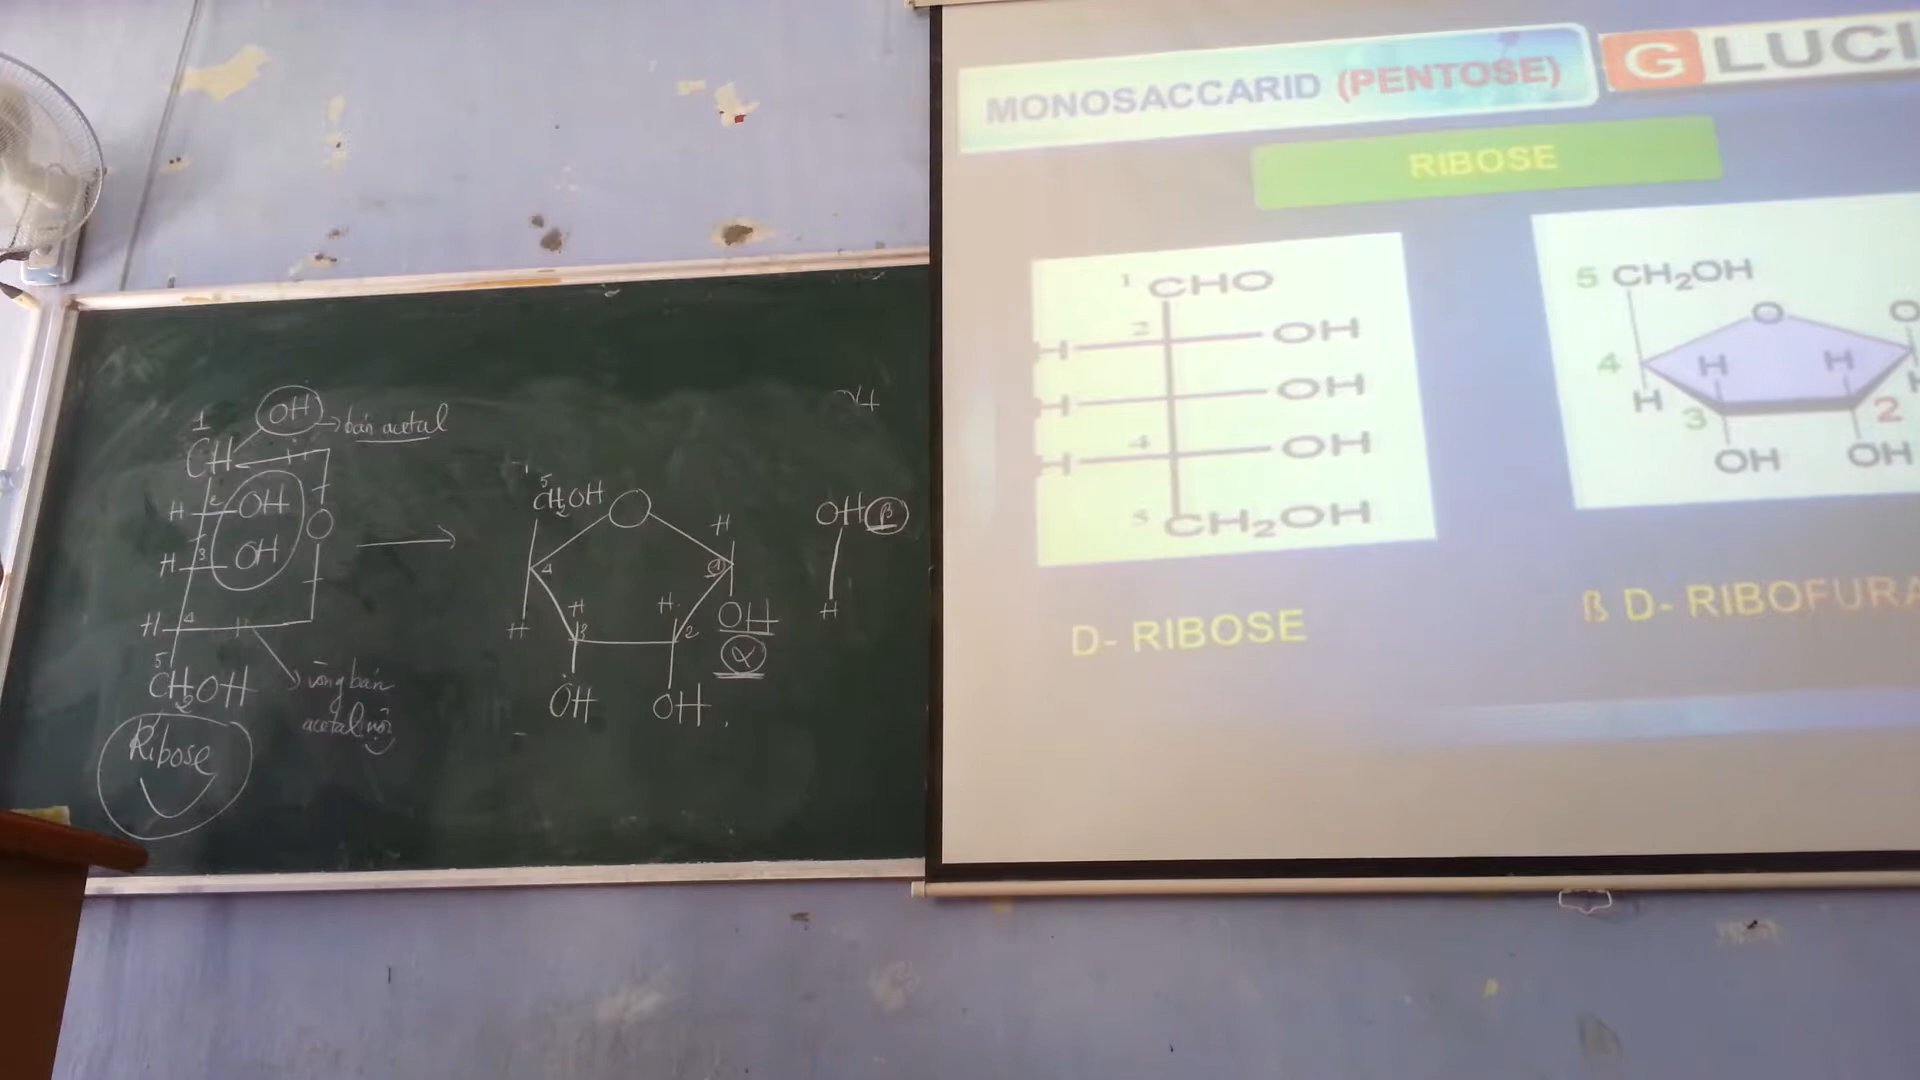 1
OH → bán acetal
CH
H 2 OH
O
H 3 OH
H 4
5
CH2OH
vòng bán
acetal nội
Ribose
5
CH2OH
H
4
1
H
H
H
3
2
OH
α
OH
OH
OH β
H
MONOSACCARID (PENTOSE)
GLUCI
RIBOSE
1 CHO
2
H OH
H OH
4
H OH
5 CH2OH
D- RIBOSE
5 CH2OH
O
O
4
H
H
H
H
3
2
OH
OH
ß D- RIBOFURA